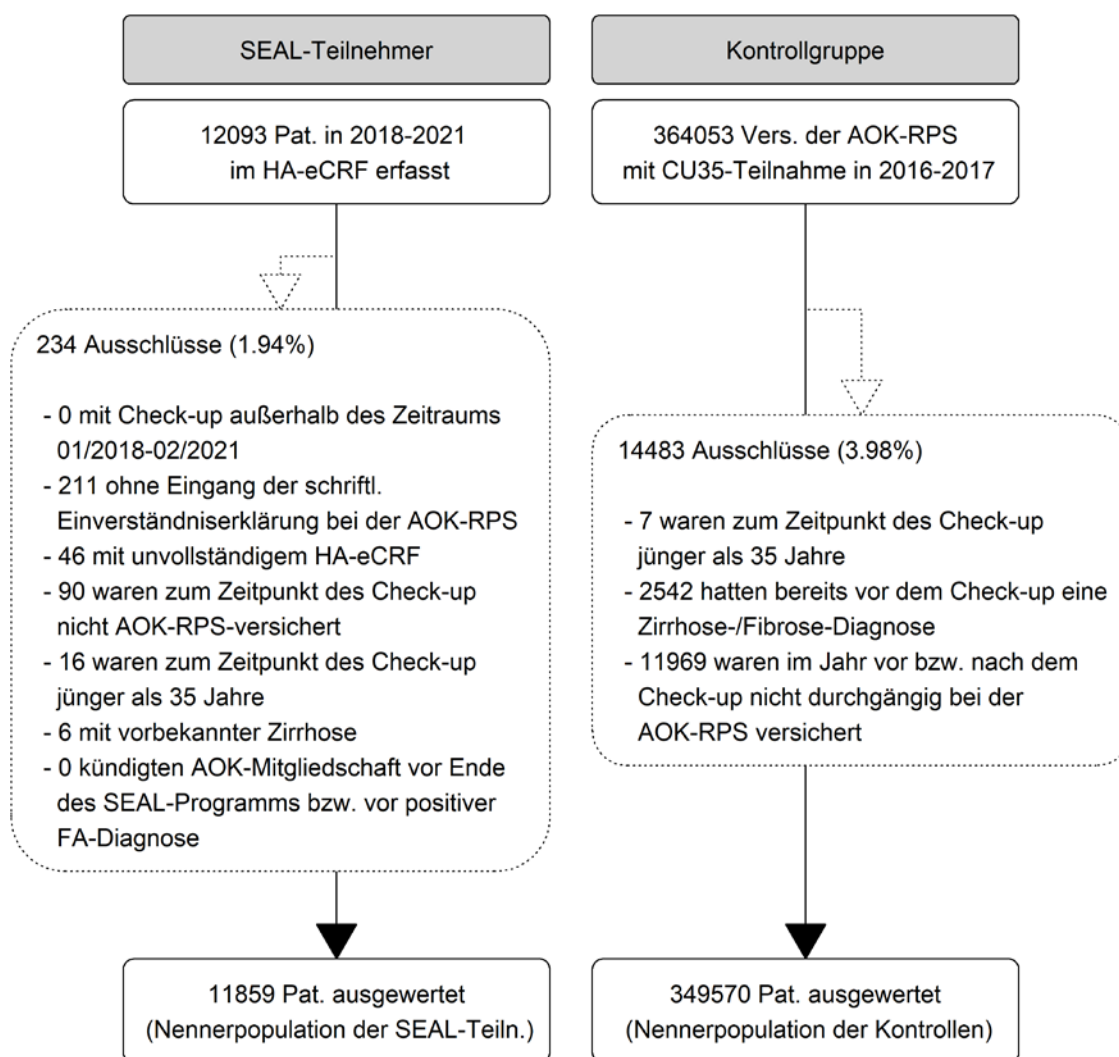 SEAL-Teilnehmer
12093 Pat. in 2018-2021
im HA-eCRF erfasst
234 Ausschlüsse (1.94%)
- 0 mit Check-up außerhalb des Zeitraums
01/2018-02/2021
- 211 ohne Eingang der schriftl.
Einverständniserklärung bei der AOK-RPS
- 46 mit unvollständigem HA-eCRF
- 90 waren zum Zeitpunkt des Check-up
nicht AOK-RPS-versichert
- 16 waren zum Zeitpunkt des Check-up
jünger als 35 Jahre
- 6 mit vorbekannter Zirrhose
- 0 kündigten AOK-Mitgliedschaft vor Ende
des SEAL-Programms bzw. vor positiver
FA-Diagnose
11859 Pat. ausgewertet
(Nennerpopulation der SEAL-Teiln.)
Kontrollgruppe
364053 Vers. der AOK-RPS
mit CU35-Teilnahme in 2016-2017
14483 Ausschlüsse (3.98%)
- 7 waren zum Zeitpunkt des Check-up
jünger als 35 Jahre
- 2542 hatten bereits vor dem Check-up eine
Zirrhose-/Fibrose-Diagnose
- 11969 waren im Jahr vor bzw. nach dem
Check-up nicht durchgängig bei der
AOK-RPS versichert
349570 Pat. ausgewertet
(Nennerpopulation der Kontrollen)